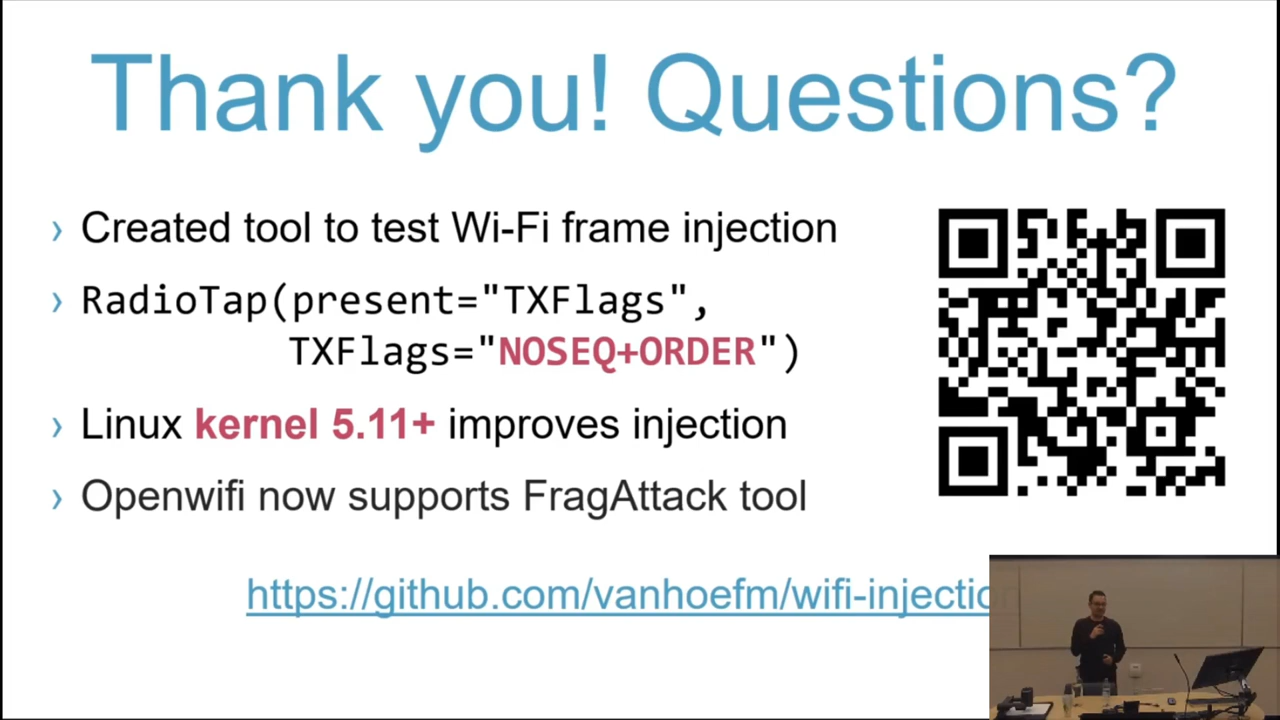 Thank you! Questions?
› Created tool to test Wi-Fi frame injection
› RadioTap(present="TXFlags",
TXFlags="NOSEQ+ORDER")
› Linux kernel 5.11+ improves injection
› Openwifi now supports FragAttack tool
https://github.com/vanhoefm/wifi-injection